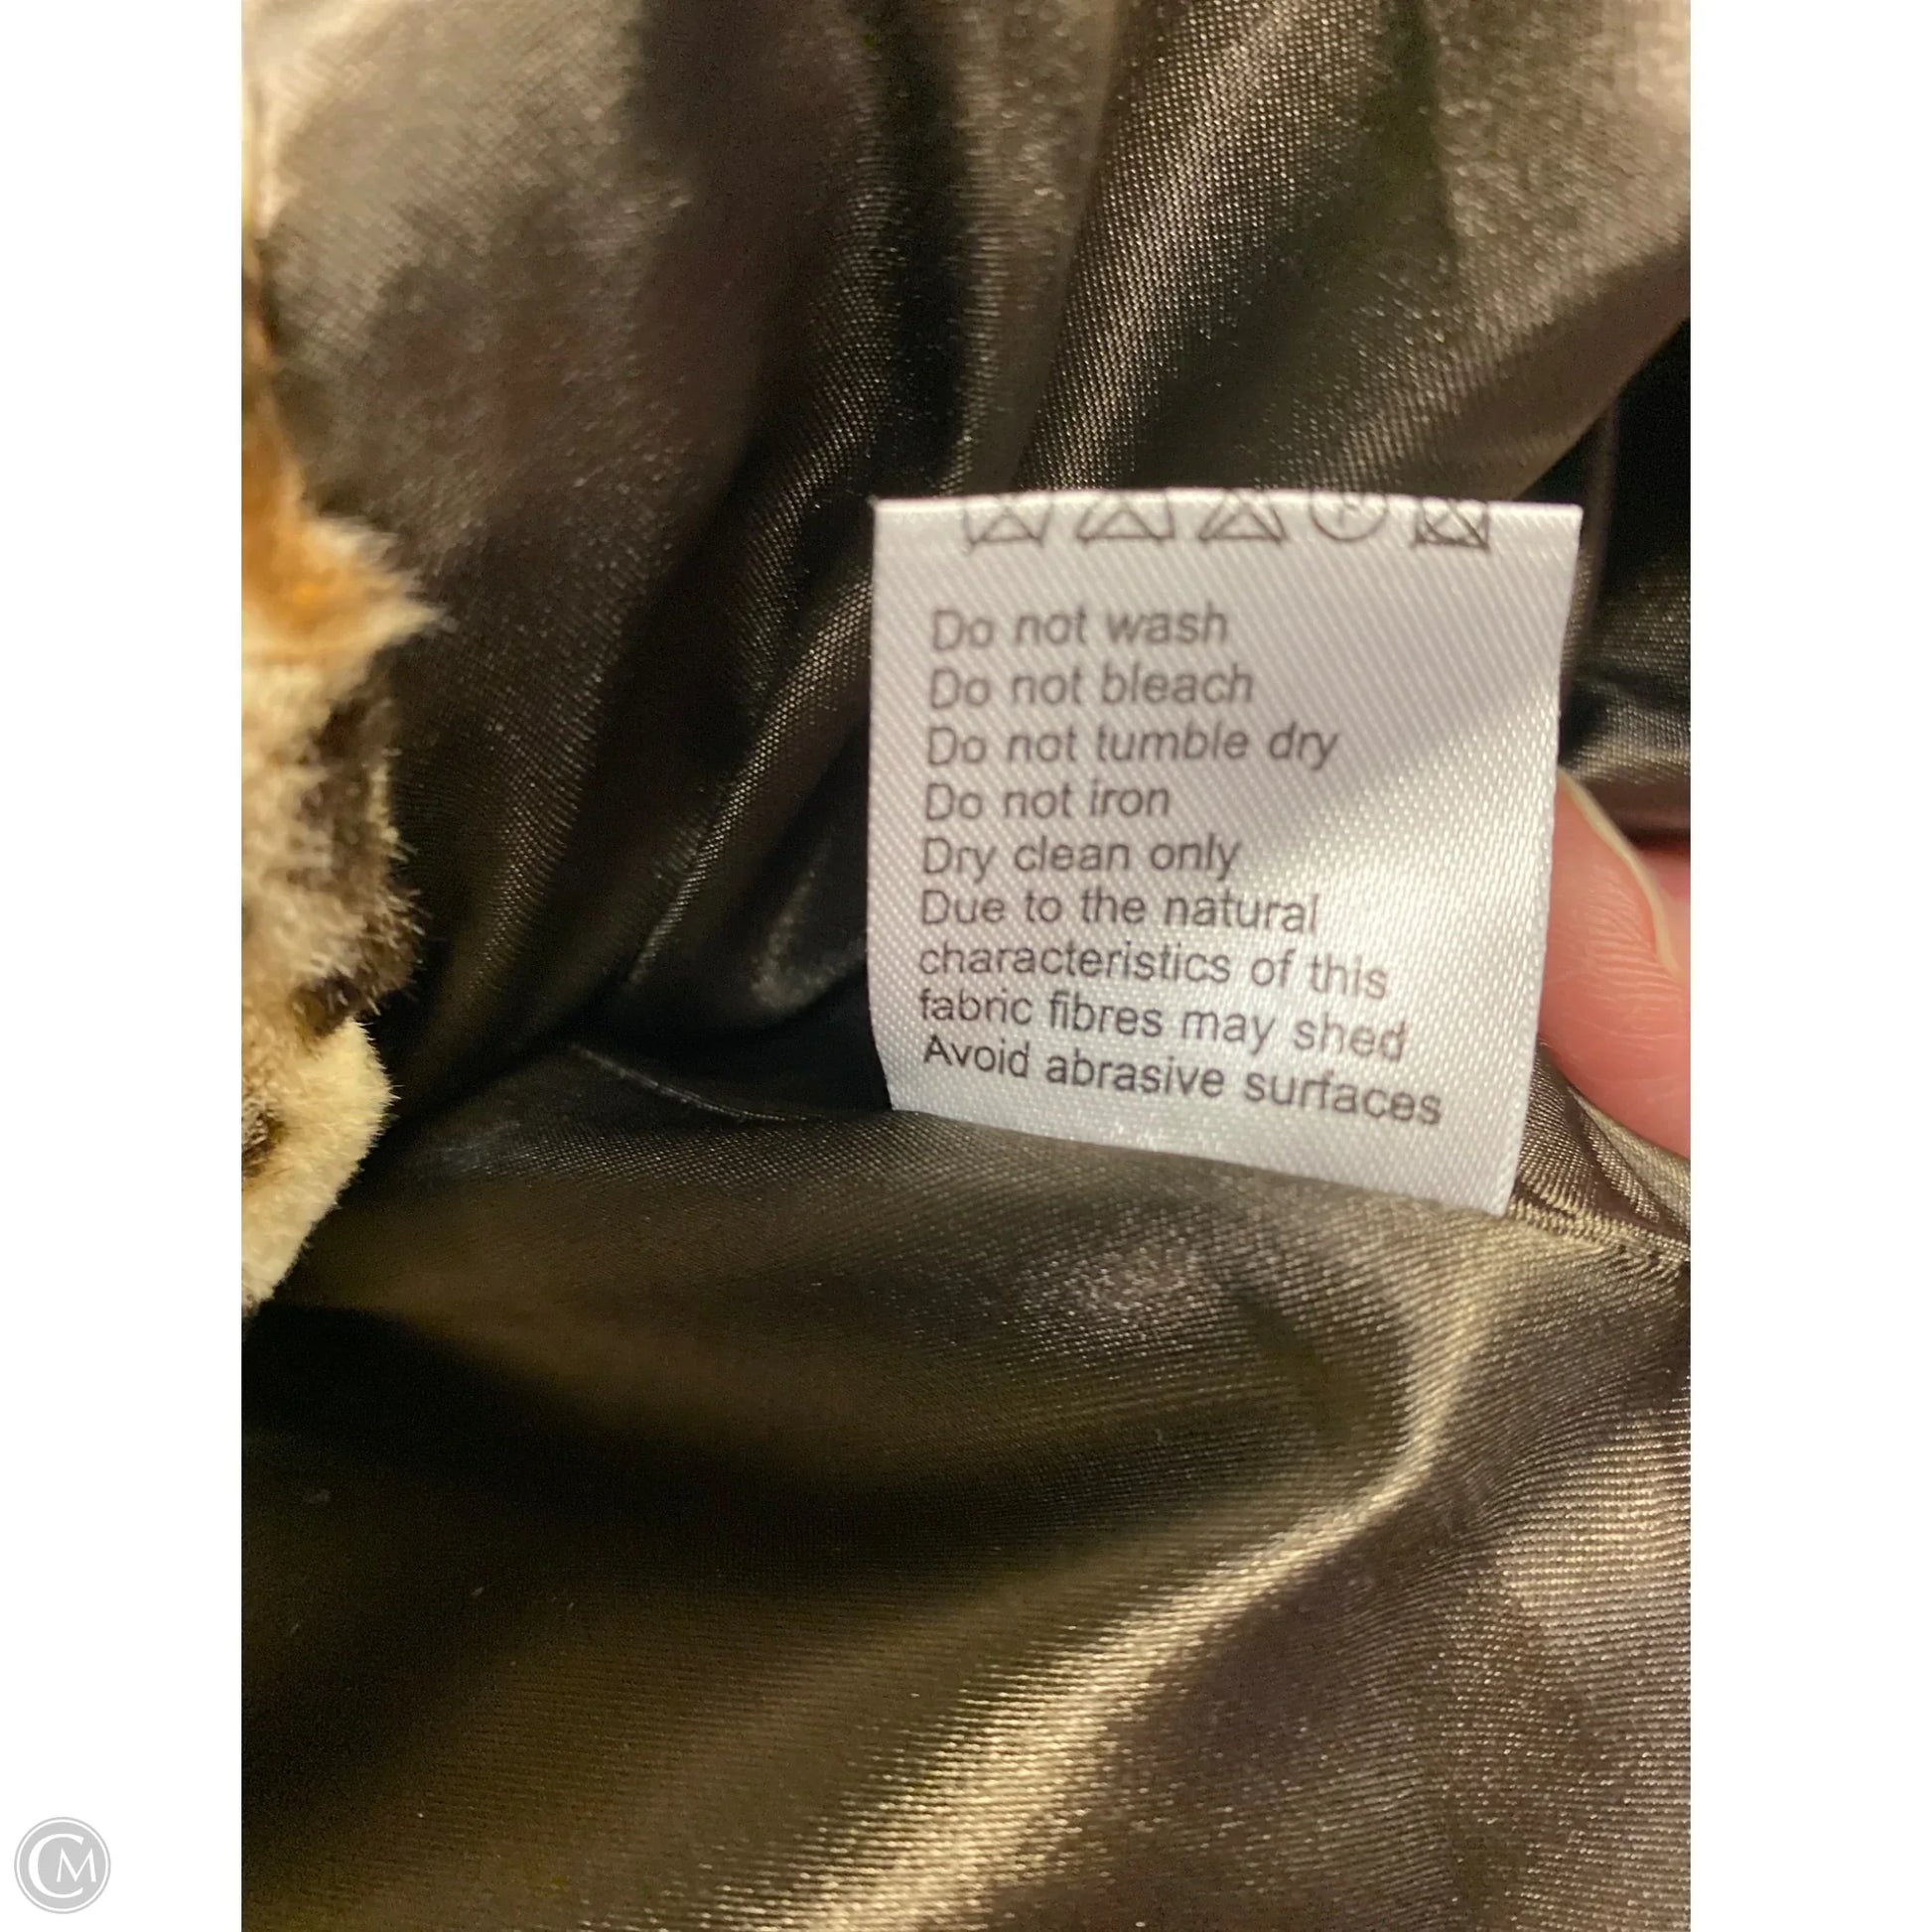 Do not wash
Do not bleach
Do not tumble dry
Do not iron
Dry clean only
Due to the natural
characteristics of this
fabric fibres may shed
Avoid abrasive surfaces
CM